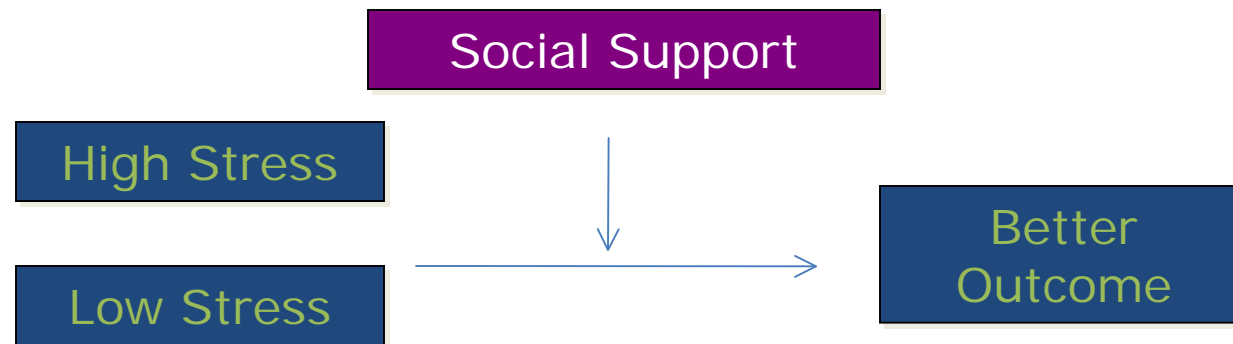 Social Support
High Stress
Low Stress
Better
Outcome